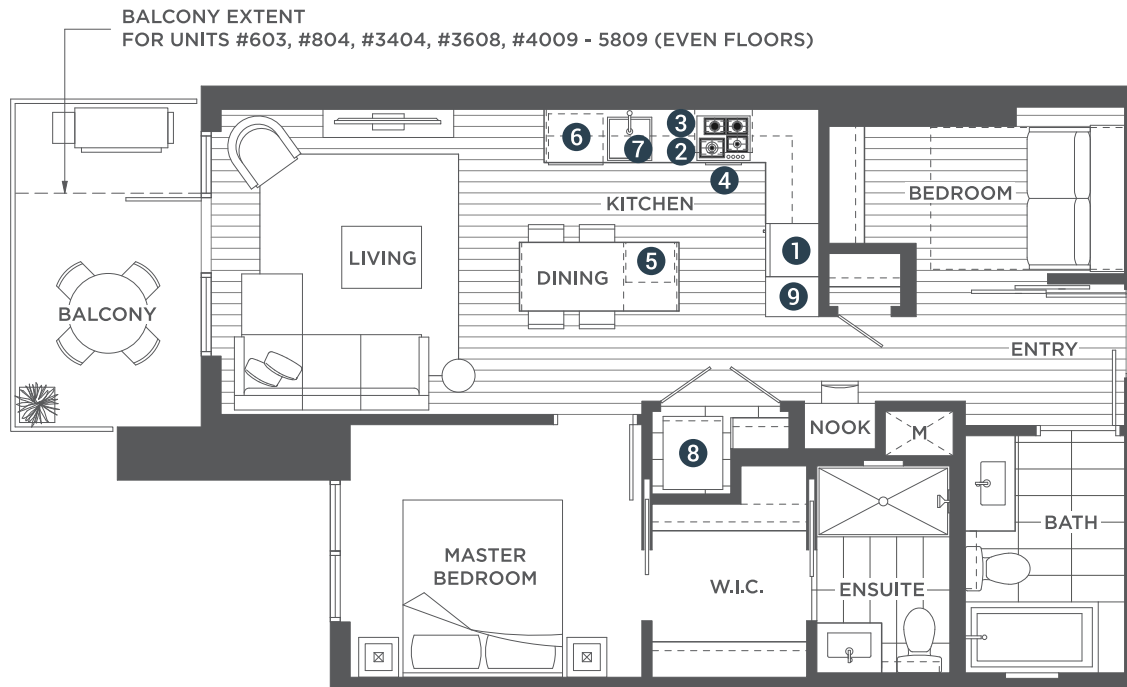 BALCONY EXTENT
FOR UNITS #603, #804, #3404, #3608, #4009 - 5809 (EVEN FLOORS)
6
7
3
2
4
KITCHEN
BEDROOM
LIVING
DINING
5
1
9
BALCONY
ENTRY
NOOK
M
8
BATH
MASTER
BEDROOM
W.I.C.
ENSUITE